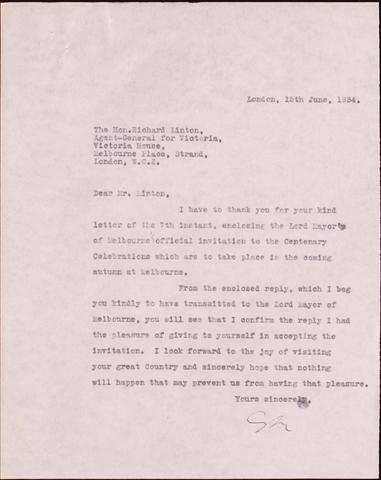 London, 15th June, 1934.
The Hon.Richard Linton,
Agent-General for Victoria,
Victoria House,
Melbourne Place, Strand,
London, W.C.2.
Dear Mr. Linton,
I have to thank you for your kind
letter of the 7th instant, enclosing the Lord Mayor
of Melbourne official invitation to the Centenary
Celebrations which are to take place in the coming
autumn at Melbourne.
From the enclosed reply, which I beg
you kindly to have transmitted to the Lord Mayor of
Melbourne, you will see that I confirm the reply I had
the pleasure of giving to yourself in accepting the
invitation. I look forward to the joy of visiting
your great Country and sincerely hope that nothing
will happen that may prevent us from having that pleasure.
Yours sincerely,